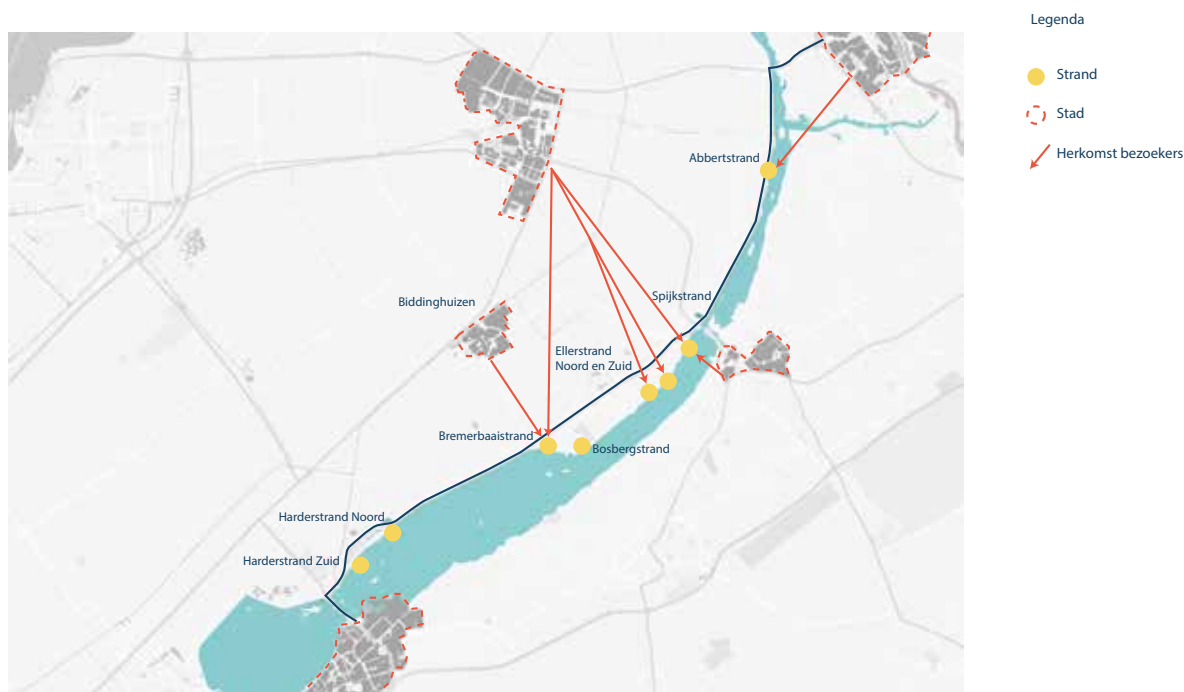 Legenda
Strand
Stad
Herkomst bezoekers
Abbertstrand
Spijkstrand
Biddinghuizen
Ellerstrand
Noord en Zuid
Bremerbaaistrand
Bosbergstrand
Harderstrand Noord
Harderstrand Zuid